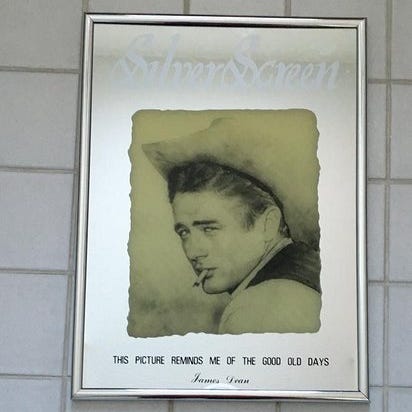 Silver Screen
THIS PICTURE REMINDS ME OF THE GOOD OLD DAYS
James Dean